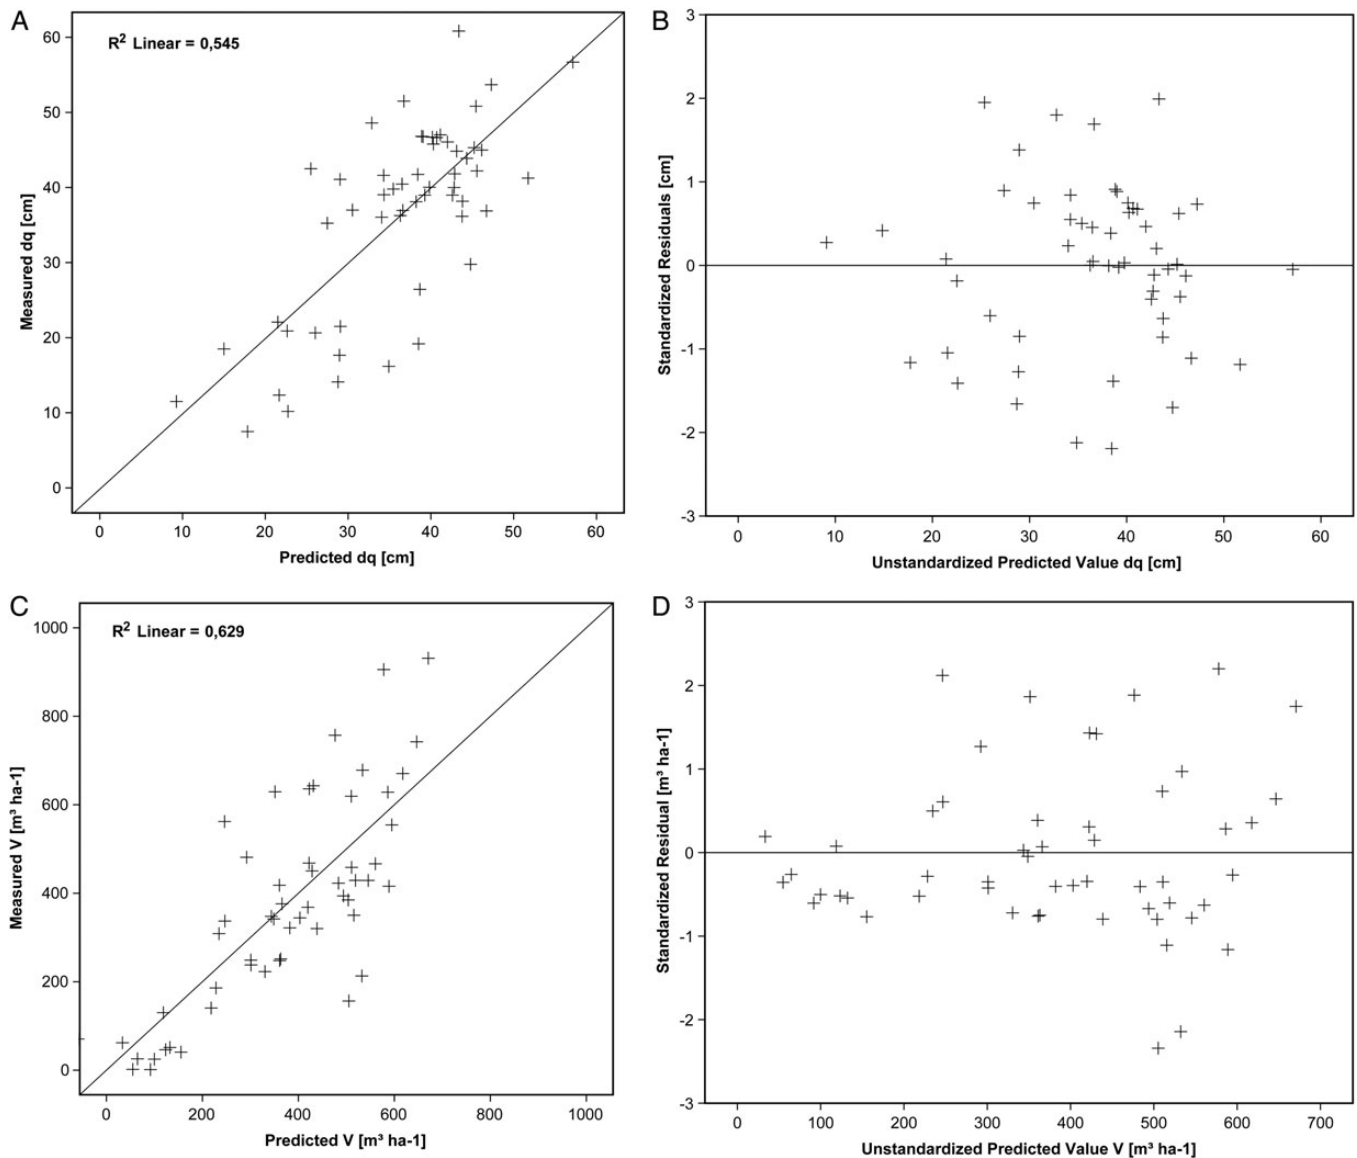 A
R² Linear = 0,545
60
50
40
30
20
10
0
Measured dq [cm]
0 10 20 30 40 50 60
Predicted dq [cm]
B
3
2
1
0
-1
-2
-3
Standardized Residuals [cm]
0 10 20 30 40 50 60
Unstandardized Predicted Value dq [cm]
C
R² Linear = 0,629
1000
800
600
400
200
0
Measured V [m³ ha-1]
0 200 400 600 800 1000
Predicted V [m³ ha-1]
D
3
2
1
0
-1
-2
-3
Standardized Residual [m³ ha-1]
0 100 200 300 400 500 600 700
Unstandardized Predicted Value V [m³ ha-1]